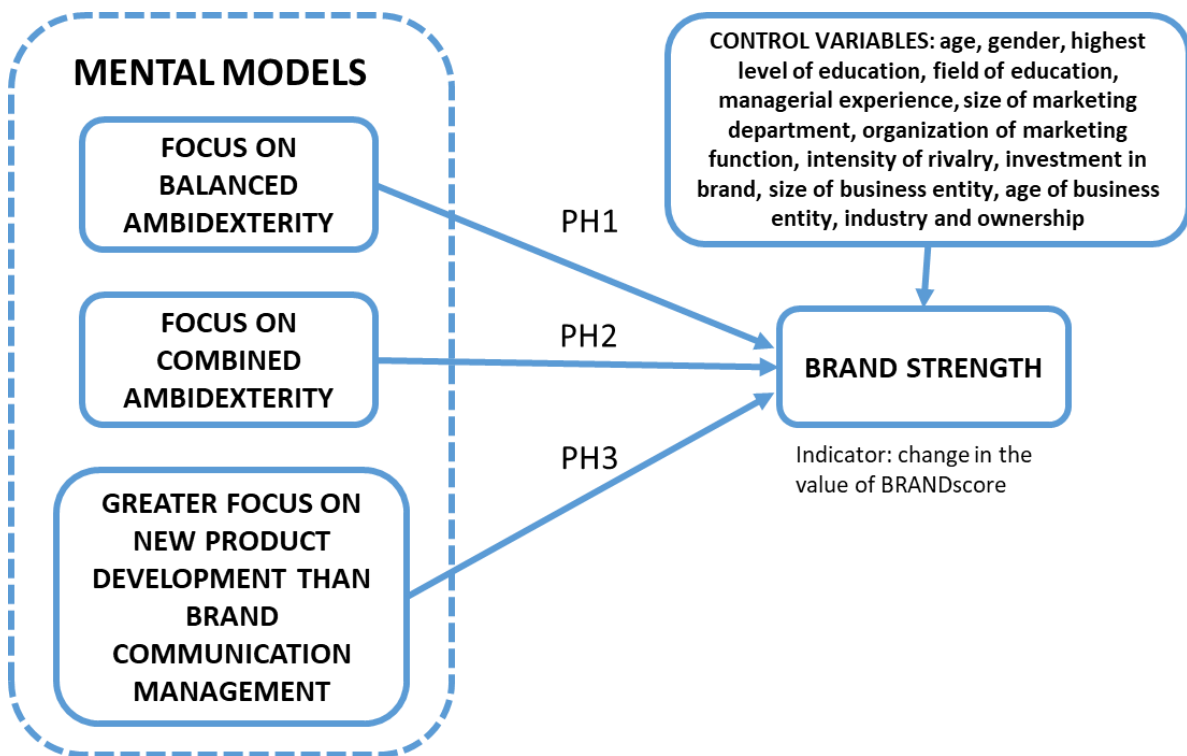 MENTAL MODELS
FOCUS ON
BALANCED
AMBIDEXTERITY
FOCUS ON
COMBINED
AMBIDEXTERITY
GREATER FOCUS ON
NEW PRODUCT
DEVELOPMENT THAN
BRAND
COMMUNICATION
MANAGEMENT
PH1
PH2
PH3
CONTROL VARIABLES: age, gender, highest
level of education, field of education,
managerial experience, size of marketing
department, organization of marketing
function, intensity of rivalry, investment in
brand, size of business entity, age of business
entity, industry and ownership
BRAND STRENGTH
Indicator: change in the
value of BRANDscore